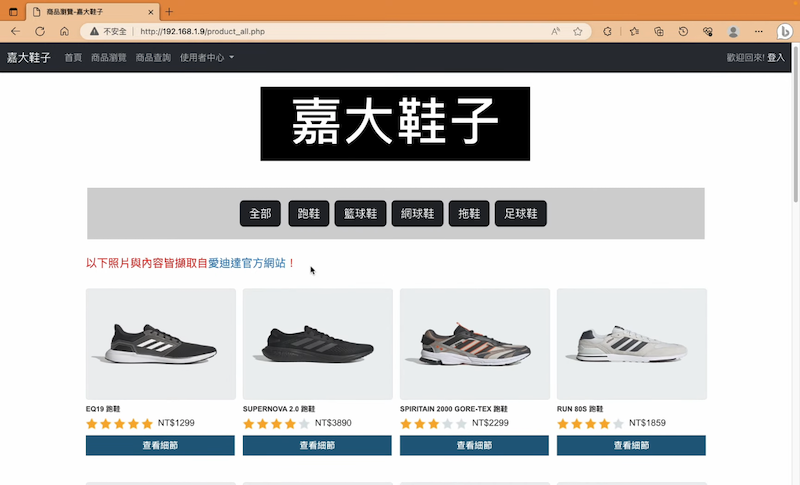 商品瀏覽-嘉大鞋子
不安全 http://192.168.1.9/product_all.php
嘉大鞋子 首頁 商品瀏覽 商品查詢 使用者中心 歡迎回來! 登入
嘉大鞋子
全部 跑鞋 籃球鞋 網球鞋 拖鞋 足球鞋
以下照片與內容皆擷取自愛迪達官方網站！
EQ19 跑鞋 SUPERNOVA 2.0 跑鞋 SPIRITAIN 2000 GORE-TEX 跑鞋 RUN 80S 跑鞋
NT$1299 NT$3890 NT$2299 NT$1859
查看細節 查看細節 查看細節 查看細節